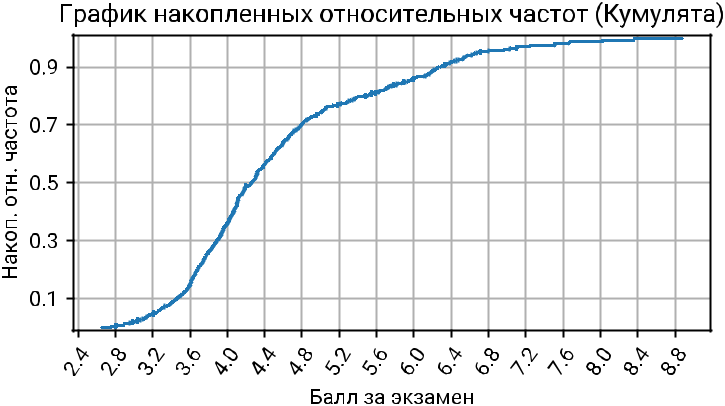 График накопленных относительных частот (Кумулята)
Накоп. отн. частота
0.9
0.7
0.5
0.3
0.1
2.4 2.8 3.2 3.6 4.0 4.4 4.8 5.2 5.6 6.0 6.4 6.8 7.2 7.6 8.0 8.4 8.8
Балл за экзамен